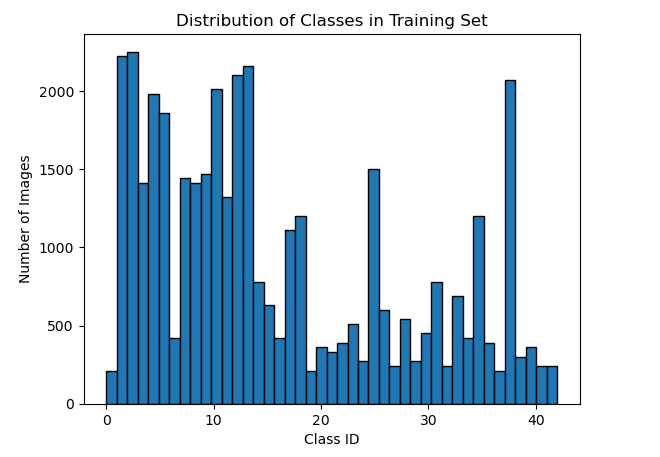 Distribution of Classes in Training Set
Number of Images
2000
1500
1000
500
0
0 10 20 30 40
Class ID